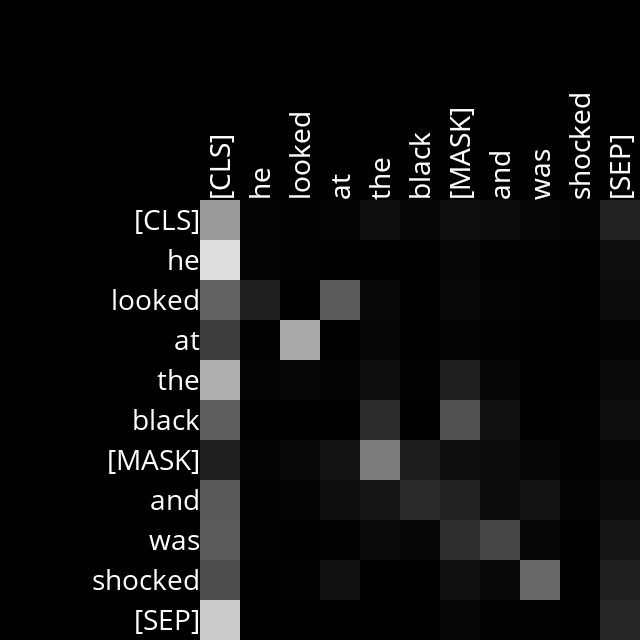 [CLS] he looked at the black [MASK] and was shocked [SEP]
[CLS]
he
looked
at
the
black
[MASK]
and
was
shocked
[SEP]